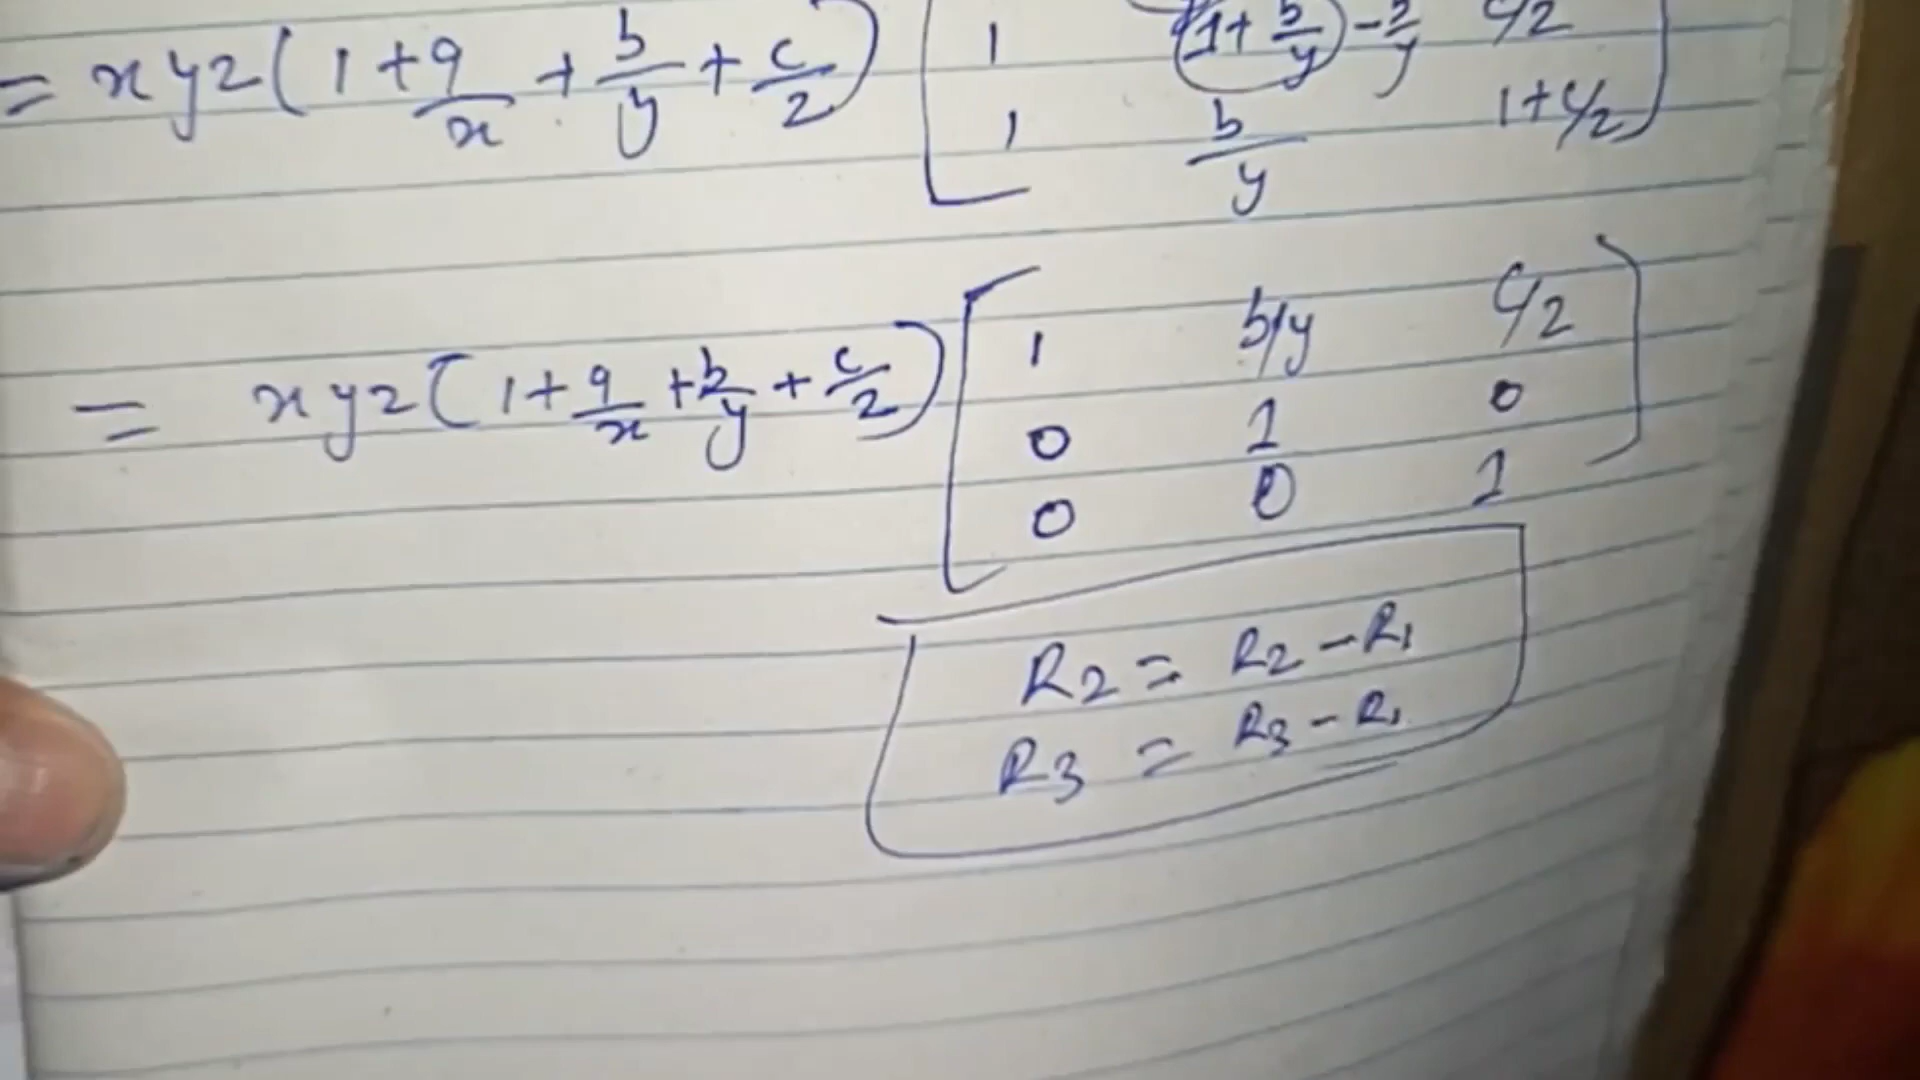 = xyz(1+a/x + b/y + c/z) [1 (1+b/y)-b/y c/z
1 b/y 1+c/z]
= xyz(1+a/x+b/y+c/z) [1 b/y c/z
0 1 0
0 0 1]
R2 = R2-R1
R3 = R3-R1